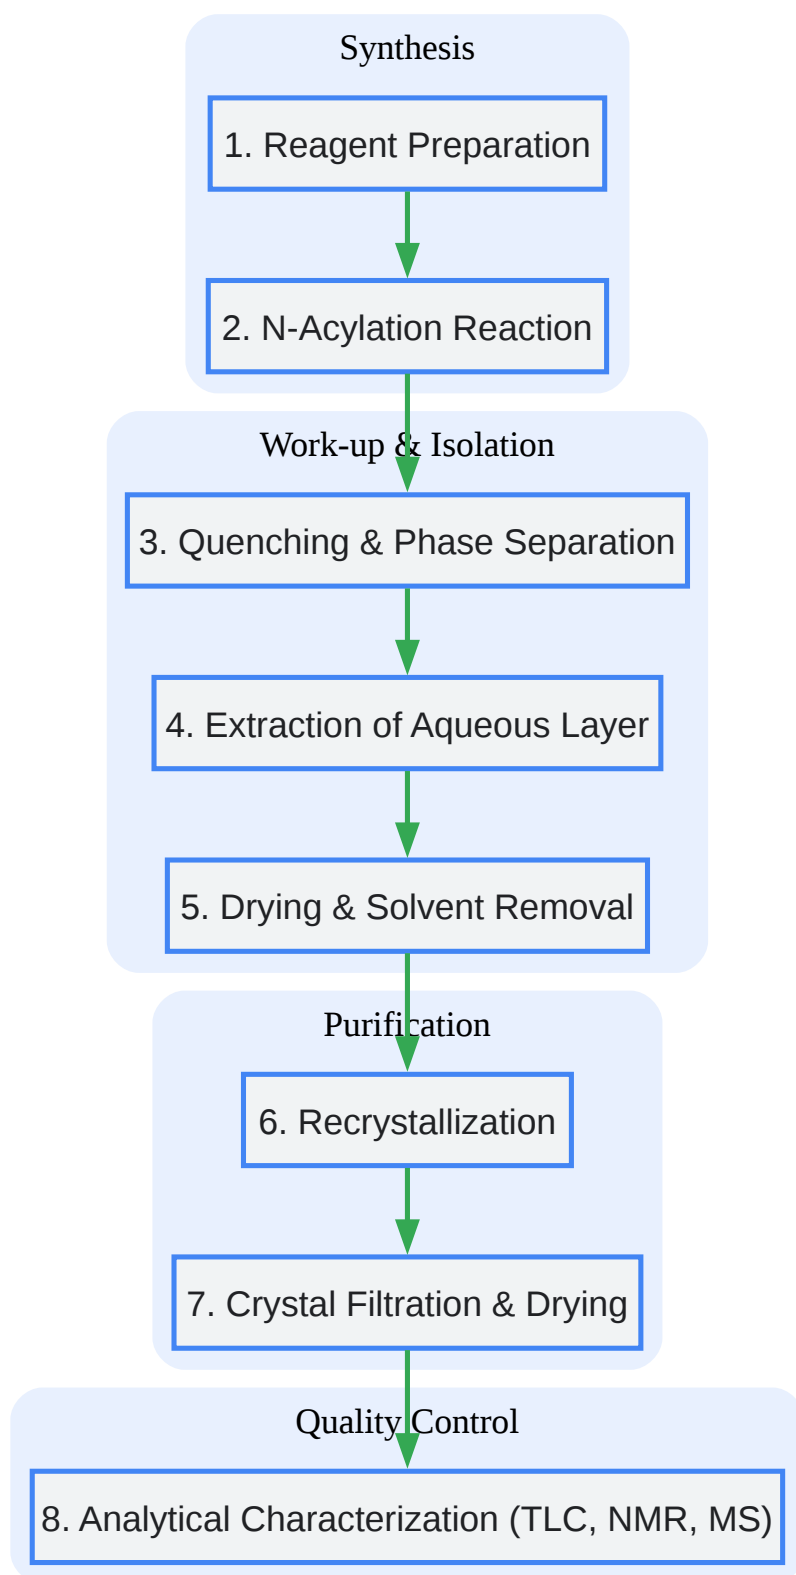 Synthesis
1. Reagent Preparation
2. N-Acylation Reaction
Work-up & Isolation
3. Quenching & Phase Separation
4. Extraction of Aqueous Layer
5. Drying & Solvent Removal
Purification
6. Recrystallization
7. Crystal Filtration & Drying
Quality Control
8. Analytical Characterization (TLC, NMR, MS)